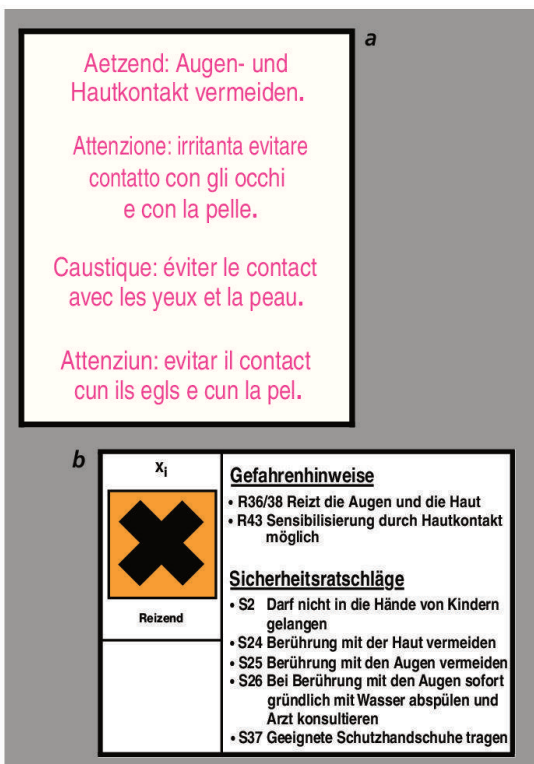 a
Aetzend: Augen- und
Hautkontakt vermeiden.
Attenzione: irritanta evitare
contatto con gli occhi
e con la pelle.
Caustique: éviter le contact
avec les yeux et la peau.
Attenziun: evitar il contact
cun ils egls e cun la pel.
b
xi
Reizend
Gefahrenhinweise
• R36/38 Reizt die Augen und die Haut
• R43 Sensibilisierung durch Hautkontakt
möglich
Sicherheitsratschläge
• S2 Darf nicht in die Hände von Kindern
gelangen
• S24 Berührung mit der Haut vermeiden
• S25 Berührung mit den Augen vermeiden
• S26 Bei Berührung mit den Augen sofort
gründlich mit Wasser abspülen und
Arzt konsultieren
• S37 Geeignete Schutzhandschuhe tragen